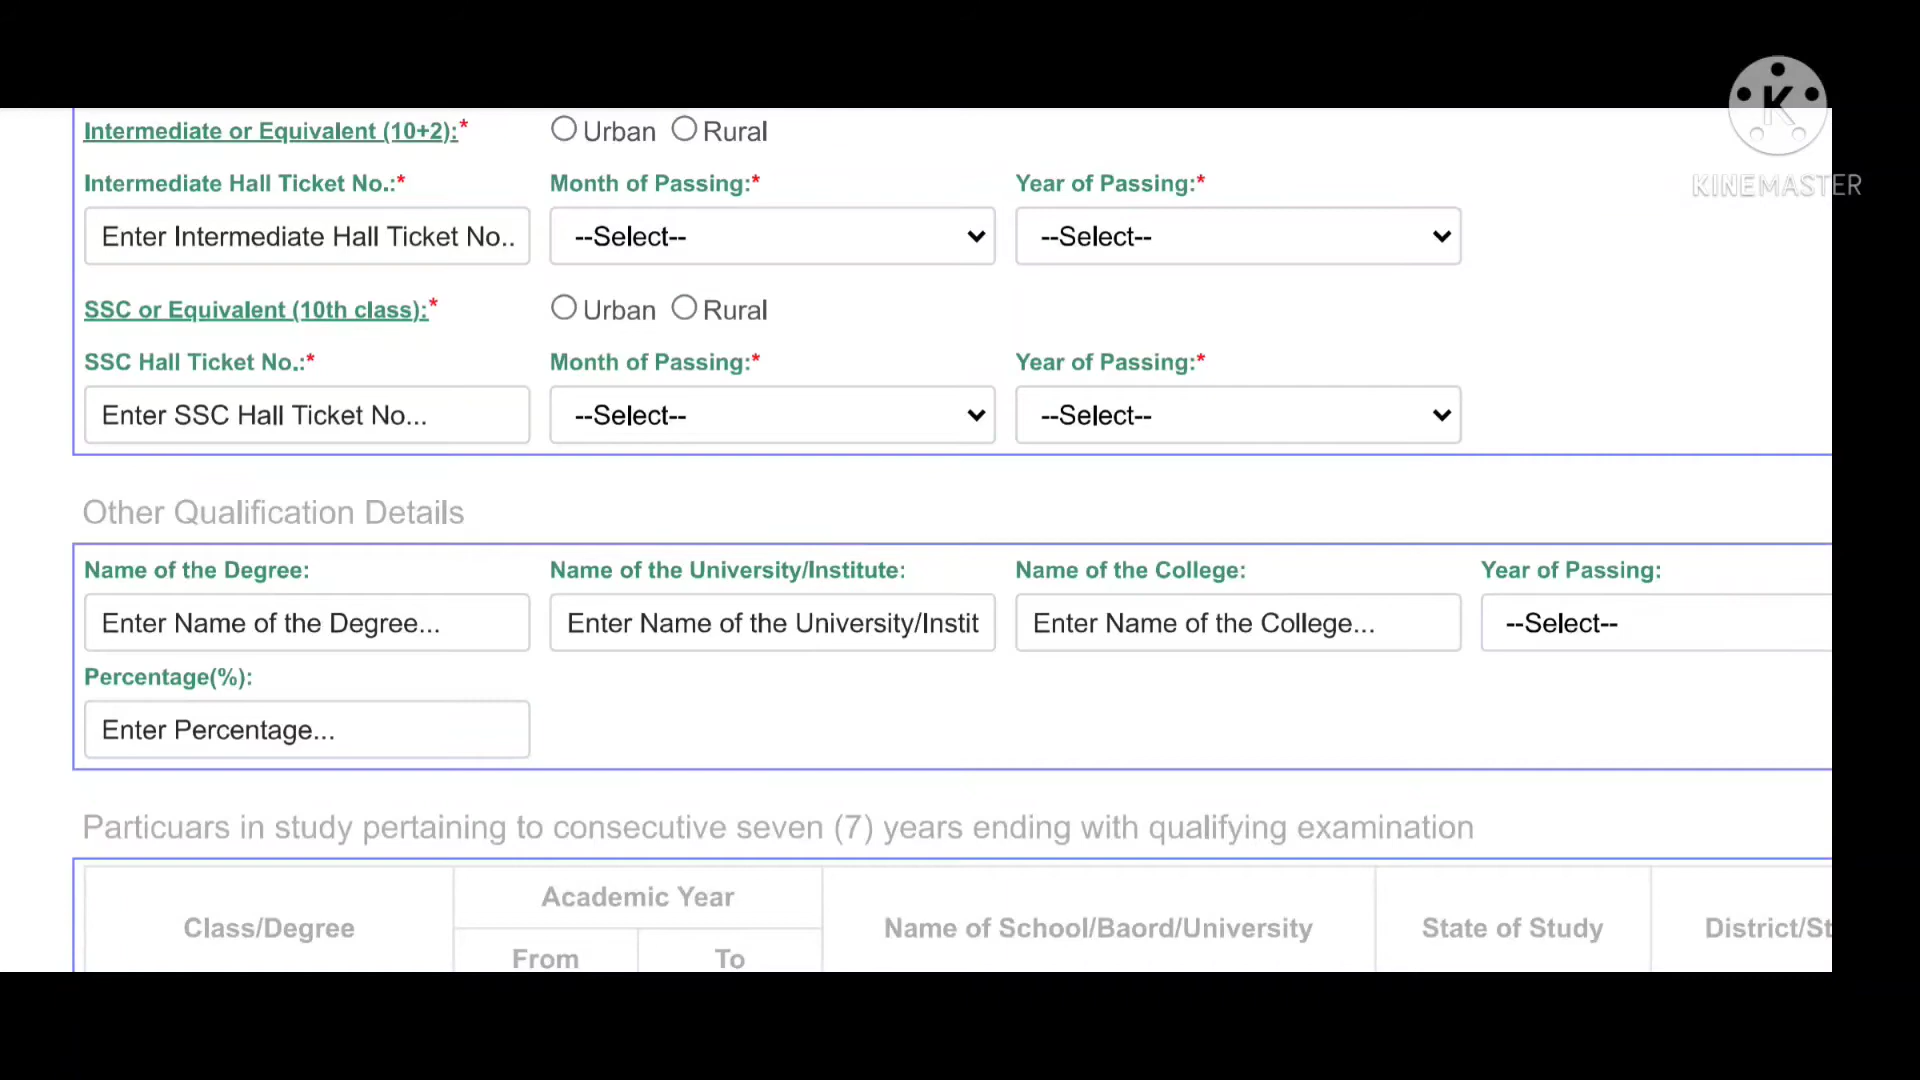 Intermediate or Equivalent (10+2):* Urban Rural
Intermediate Hall Ticket No.:* Month of Passing:* Year of Passing:*
Enter Intermediate Hall Ticket No.. --Select-- --Select--
SSC or Equivalent (10th class):* Urban Rural
SSC Hall Ticket No.:* Month of Passing:* Year of Passing:*
Enter SSC Hall Ticket No... --Select-- --Select--
Other Qualification Details
Name of the Degree: Name of the University/Institute: Name of the College: Year of Passing:
Enter Name of the Degree... Enter Name of the University/Instit Enter Name of the College... --Select--
Percentage(%):
Enter Percentage...
Particuars in study pertaining to consecutive seven (7) years ending with qualifying examination
Academic Year
Class/Degree Name of School/Baord/University State of Study District/St
From To
K
KINEMASTER